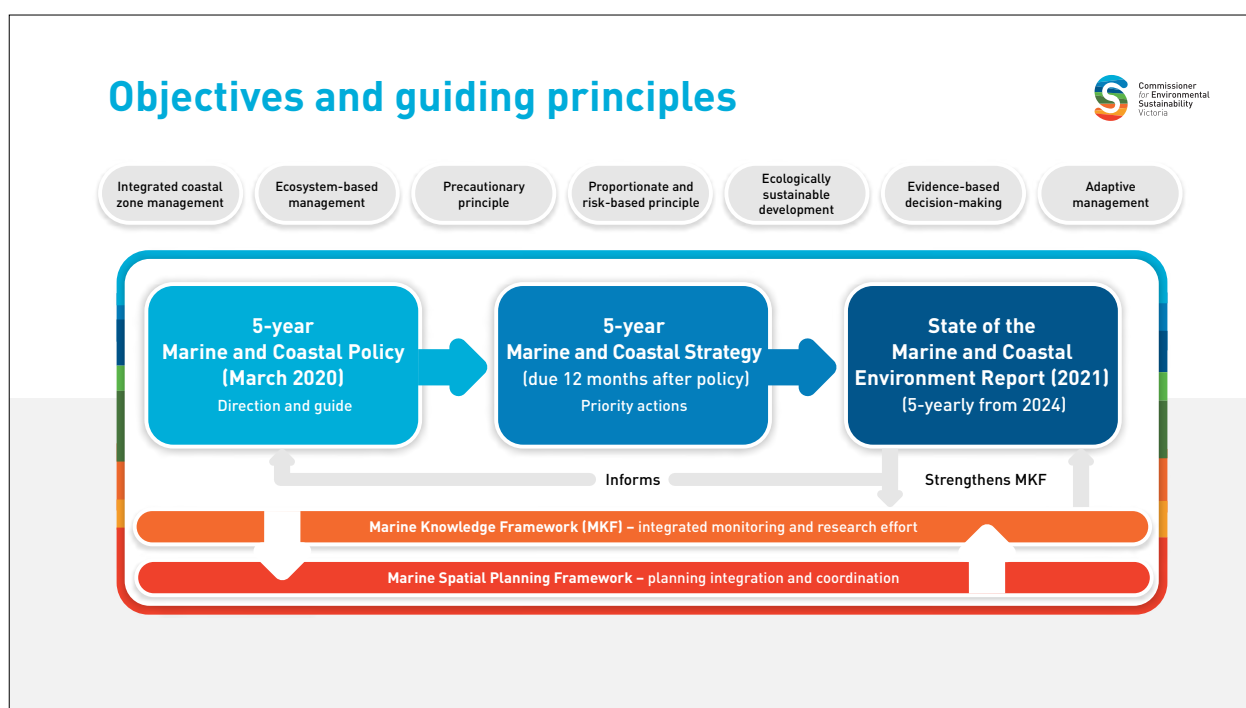 Objectives and guiding principles
Commissioner
for Environmental
Sustainability
Victoria
Integrated coastal
zone management
Ecosystem-based
management
Precautionary
principle
Proportionate and
risk-based principle
Ecologically
sustainable
development
Evidence-based
decision-making
Adaptive
management
5-year
Marine and Coastal Policy
(March 2020)
Direction and guide
5-year
Marine and Coastal Strategy
(due 12 months after policy)
Priority actions
State of the
Marine and Coastal
Environment Report (2021)
(5-yearly from 2024)
Informs
Strengthens MKF
Marine Knowledge Framework (MKF) – integrated monitoring and research effort
Marine Spatial Planning Framework – planning integration and coordination